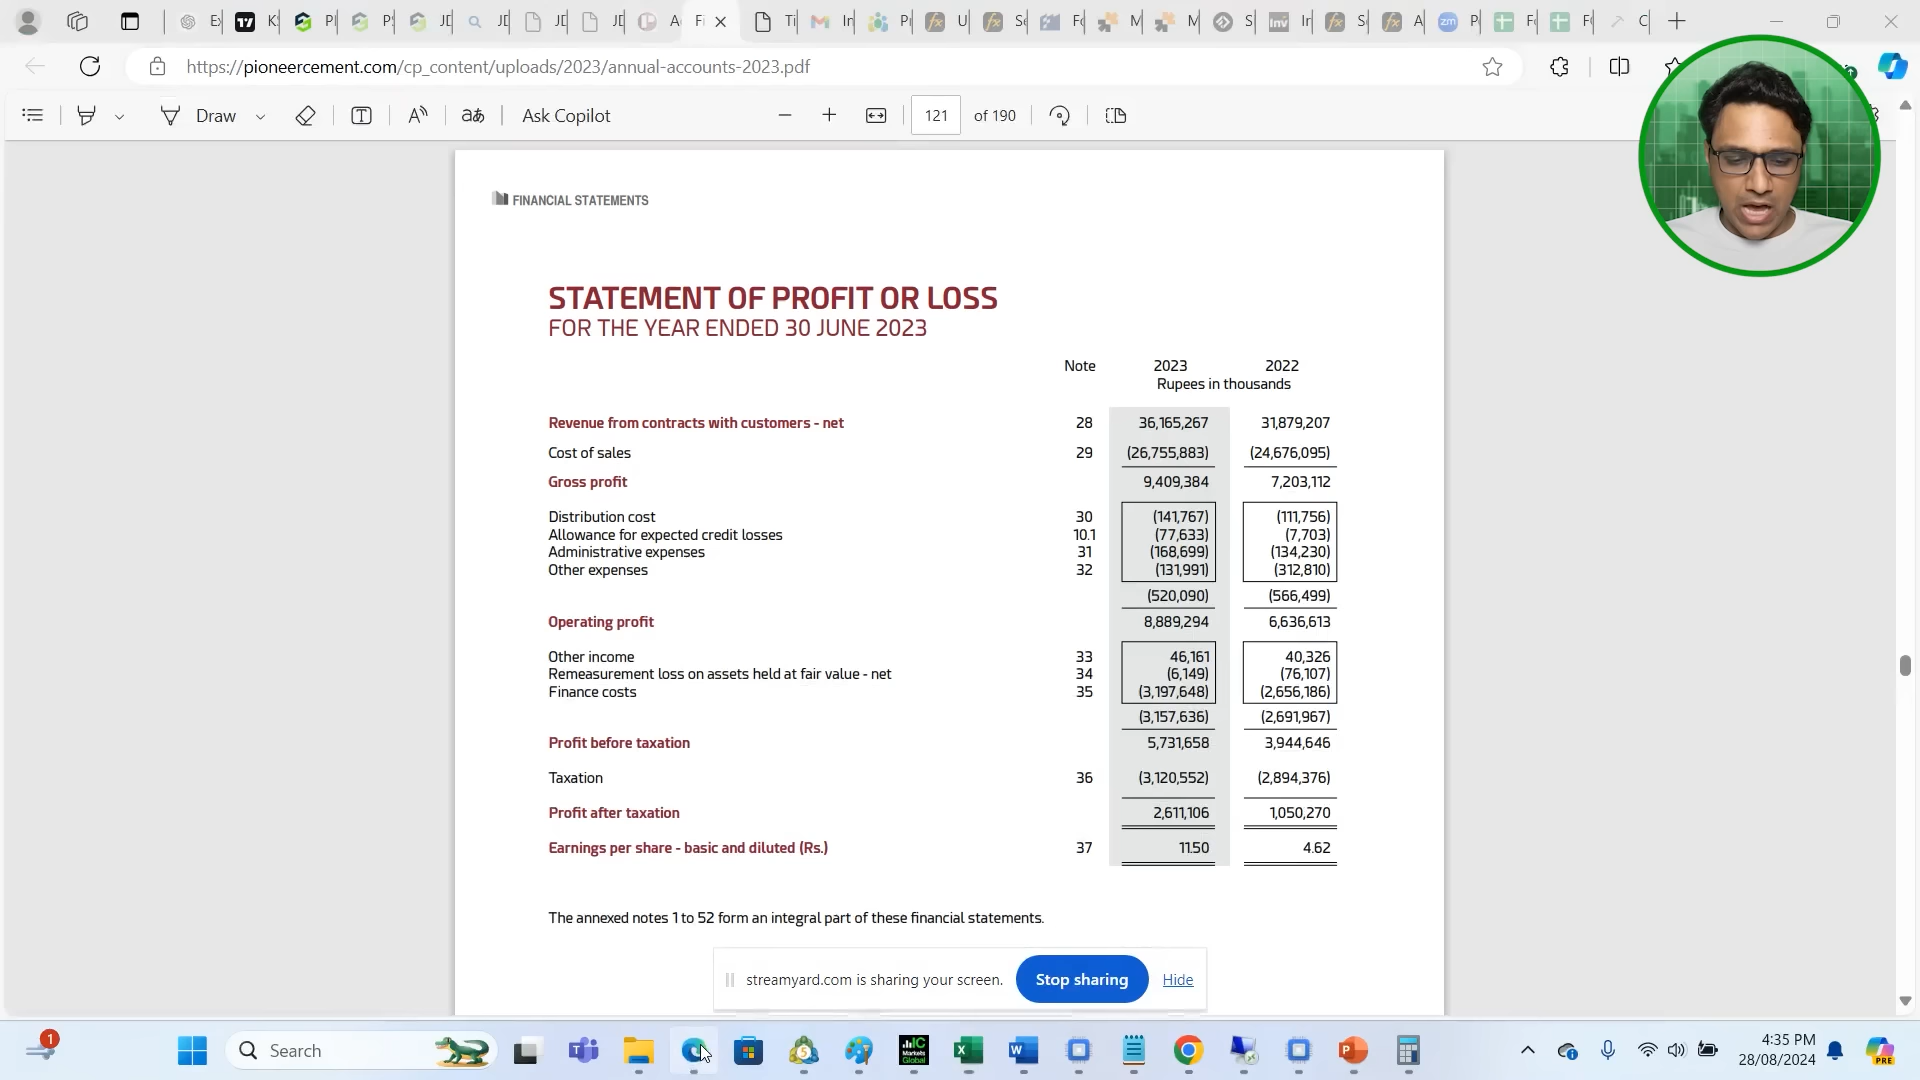 https://pioneercement.com/cp_content/uploads/2023/annual-accounts-2023.pdf
Draw
Ask Copilot
121 of 190
FINANCIAL STATEMENTS
STATEMENT OF PROFIT OR LOSS
FOR THE YEAR ENDED 30 JUNE 2023
Note 2023 2022
Rupees in thousands
Revenue from contracts with customers - net 28 36,165,267 31,879,207
Cost of sales 29 (26,755,883) (24,676,095)
Gross profit 9,409,384 7,203,112
Distribution cost 30 (141,767) (111,756)
Allowance for expected credit losses 10.1 (77,633) (7,703)
Administrative expenses 31 (168,699) (134,230)
Other expenses 32 (131,991) (312,810)
(520,090) (566,499)
Operating profit 8,889,294 6,636,613
Other income 33 46,161 40,326
Remeasurement loss on assets held at fair value - net 34 (6,149) (76,107)
Finance costs 35 (3,197,648) (2,656,186)
(3,157,636) (2,691,967)
Profit before taxation 5,731,658 3,944,646
Taxation 36 (3,120,552) (2,894,376)
Profit after taxation 2,611,106 1,050,270
Earnings per share - basic and diluted (Rs.) 37 11.50 4.62
The annexed notes 1 to 52 form an integral part of these financial statements.
streamyard.com is sharing your screen. Stop sharing Hide
1
Search
4:35 PM
28/08/2024